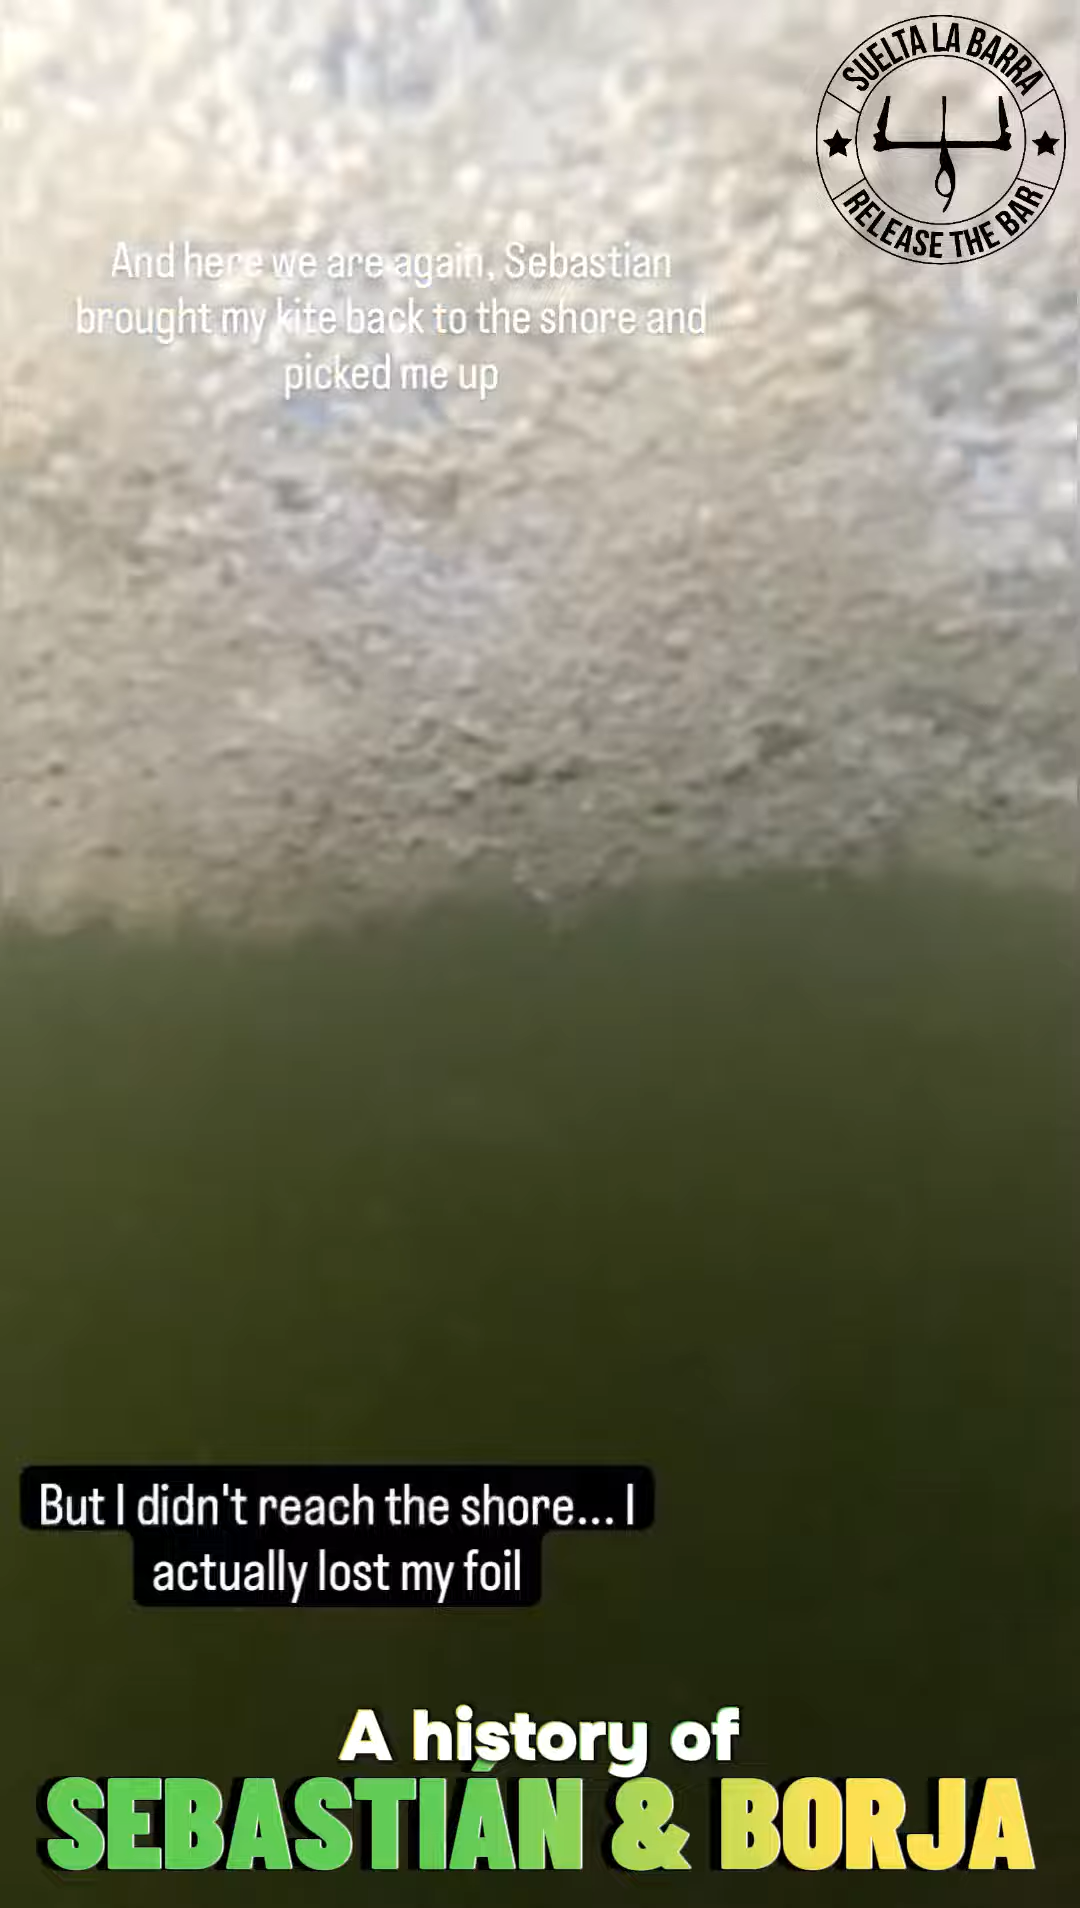 SUELTA LA BARRA
RELEASE THE BAR
And here we are again, Sebastian
brought my kite back to the shore and
picked me up
But I didn't reach the shore... I
actually lost my foil
A history of
SEBASTIÁN & BORJA